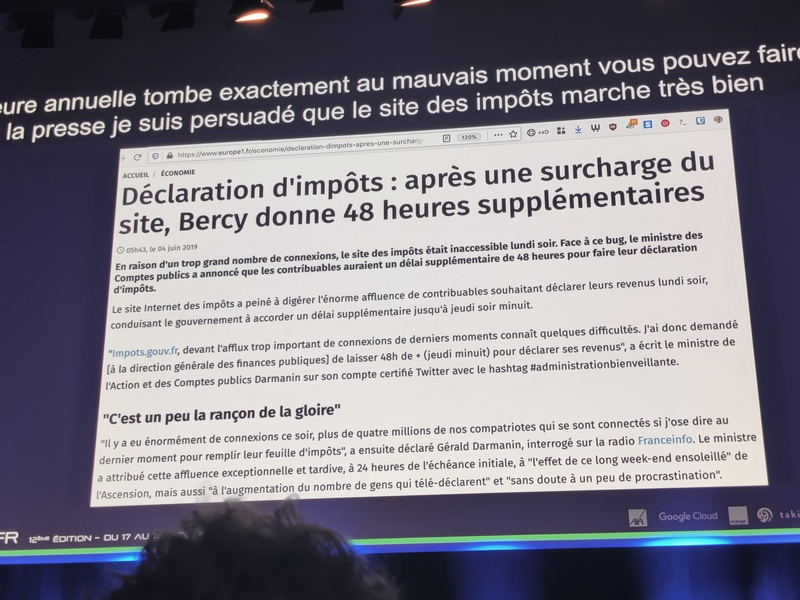 eure annuelle tombe exactement au mauvais moment vous pouvez faire
la presse je suis persuadé que le site des impôts marche très bien
https://www.europe1.fr/economie/declaration-dimpots-apres-une-surcharg
120%
ACCUEIL / ÉCONOMIE
Déclaration d'impôts : après une surcharge du
site, Bercy donne 48 heures supplémentaires
05h43, le 04 juin 2019
En raison d'un trop grand nombre de connexions, le site des impôts était inaccessible lundi soir. Face à ce bug, le ministre des
Comptes publics a annoncé que les contribuables auraient un délai supplémentaire de 48 heures pour faire leur déclaration
d'impôts.
Le site Internet des impôts a peiné à digérer l'énorme affluence de contribuables souhaitant déclarer leurs revenus lundi soir,
conduisant le gouvernement à accorder un délai supplémentaire jusqu'à jeudi soir minuit.
"Impots.gouv.fr, devant l'afflux trop important de connexions de derniers moments connaît quelques difficultés. J'ai donc demandé
[à la direction générale des finances publiques] de laisser 48h de + (jeudi minuit) pour déclarer ses revenus", a écrit le ministre de
l'Action et des Comptes publics Darmanin sur son compte certifié Twitter avec le hashtag #administrationbienveillante.
"C'est un peu la rançon de la gloire"
"Il y a eu énormément de connexions ce soir, plus de quatre millions de nos compatriotes qui se sont connectés si j'ose dire au
dernier moment pour remplir leur feuille d'impôts", a ensuite déclaré Gérald Darmanin, interrogé sur la radio Franceinfo. Le ministre
a attribué cette affluence exceptionnelle et tardive, à 24 heures de l'échéance initiale, à "l'effet de ce long week-end ensoleillé" de
l'Ascension, mais aussi "à l'augmentation du nombre de gens qui télé-déclarent" et "sans doute à un peu de procrastination".
FR 12ème ÉDITION - DU 17 AU
AXA Google Cloud orange taki